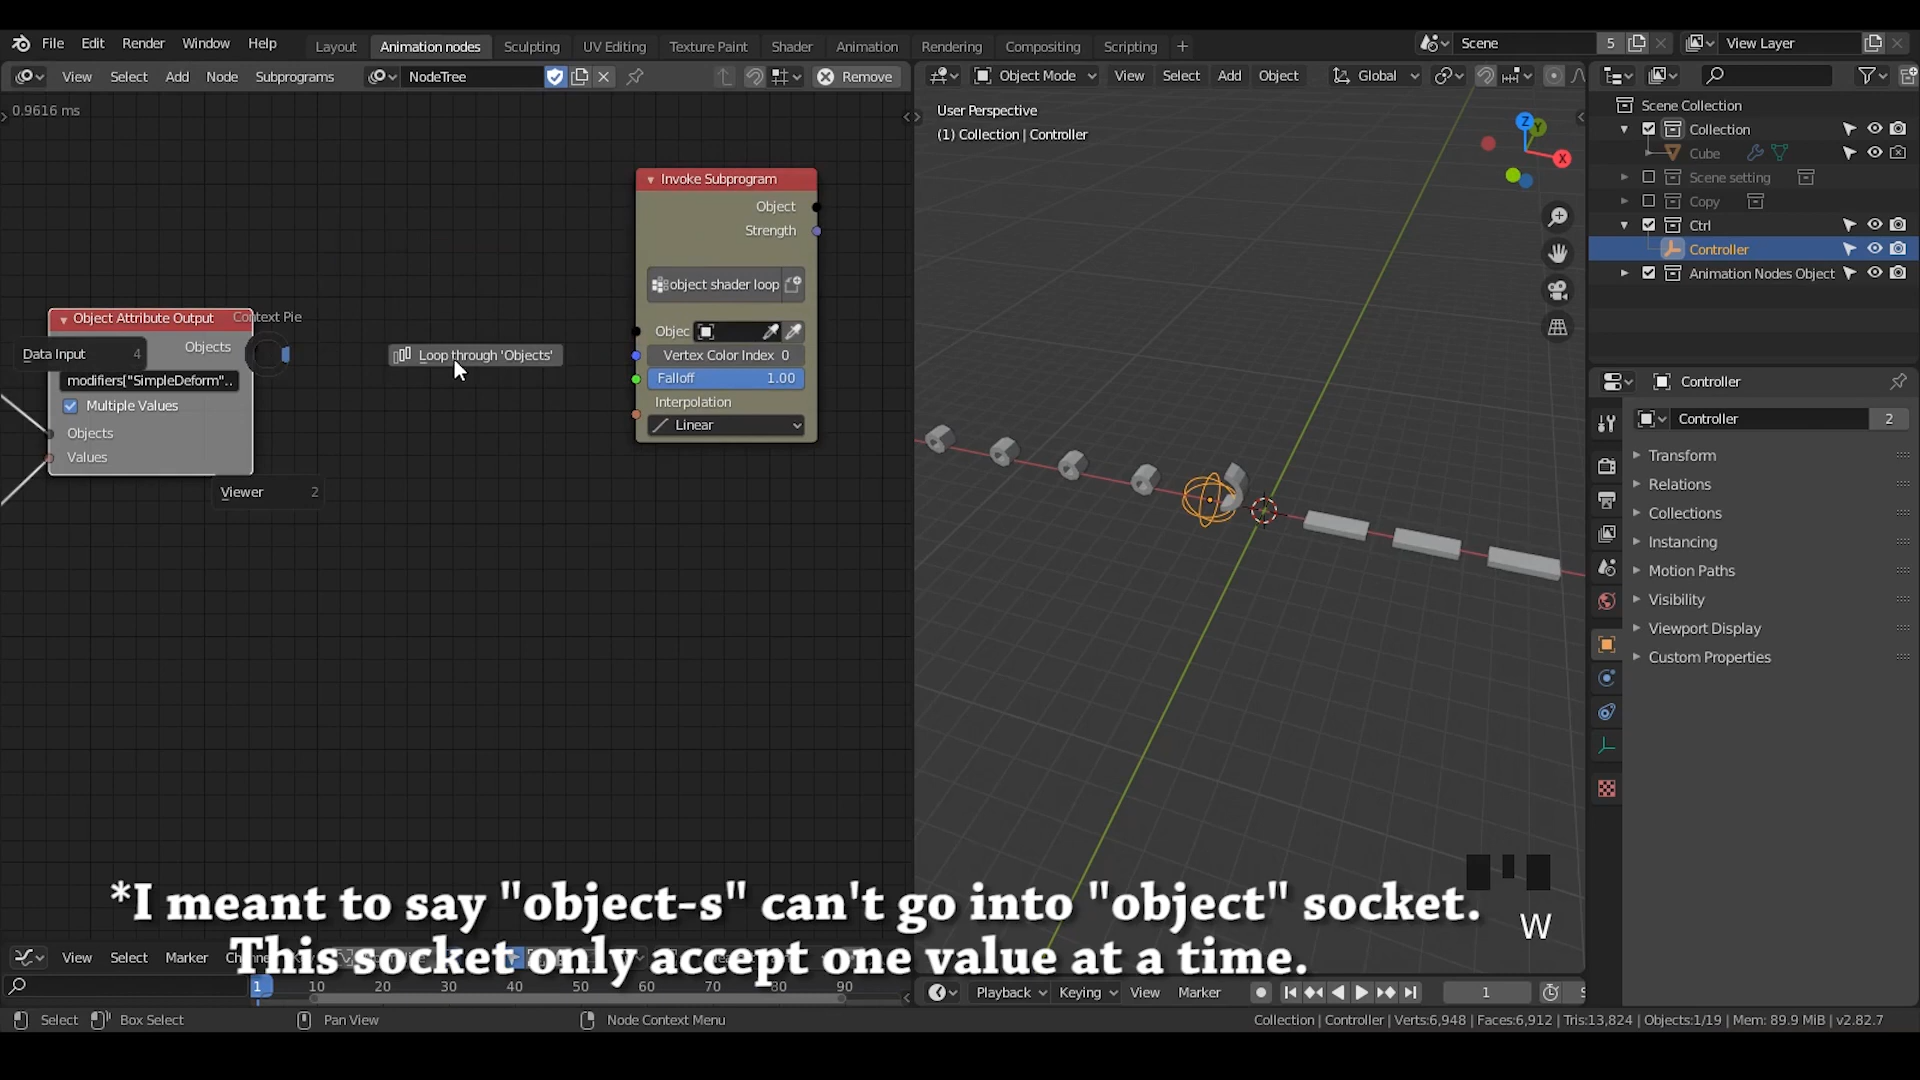 File Edit Render Window Help Layout Animation nodes Sculpting UV Editing Texture Paint Shader Animation Rendering Compositing Scripting + Scene 5 View Layer
View Select Add Node Subprograms NodeTree Remove Object Mode View Select Add Object Global
0.9616 ms
User Perspective
(1) Collection | Controller
Z
Y
X
Scene Collection
Collection
Cube
Scene setting
Copy
Ctrl
Controller
Animation Nodes Object
Invoke Subprogram
Object
Strength
object shader loop
Objec
Vertex Color Index 0
Falloff 1.00
Interpolation
Linear
Object Attribute Output
Objects
modifiers["SimpleDeform"..
Multiple Values
Objects
Values
Context Pie
Data Input 4
Loop through 'Objects'
Viewer 2
Controller
Controller 2
Transform
Relations
Collections
Instancing
Motion Paths
Visibility
Viewport Display
Custom Properties
W
*I meant to say "object-s" can't go into "object" socket.
This socket only accept one value at a time.
View Select Marker
1 10 20 30 40 50 60 70 80 90
Playback Keying View Marker 1
Select Box Select Pan View Node Context Menu
Collection | Controller | Verts:6,948 | Faces:6,912 | Tris:13,824 | Objects:1/19 | Mem: 89.9 MiB | v2.82.7